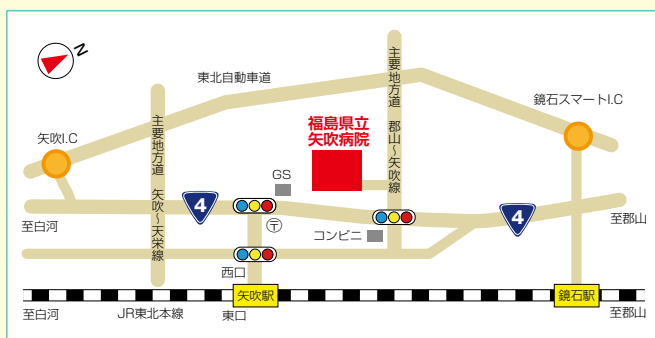 N
東北自動車道
主要地方道 郡山〜矢吹線
鏡石スマートI.C
矢吹I.C
主要地方道 矢吹〜天栄線
福島県立
矢吹病院
GS
4
〒
コンビニ
4
至白河
至郡山
西口
矢吹駅
鏡石駅
至白河
JR東北本線
東口
至郡山